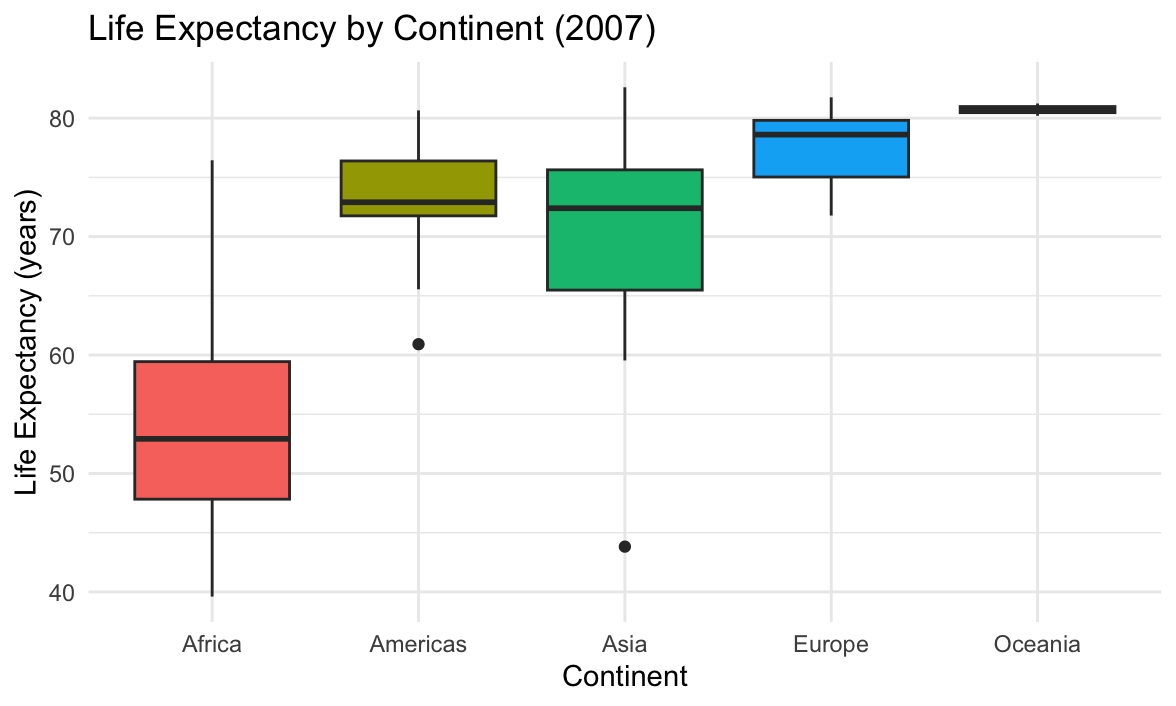 Life Expectancy by Continent (2007)
Life Expectancy (years)
80
70
60
50
40
Africa
Americas
Asia
Europe
Oceania
Continent